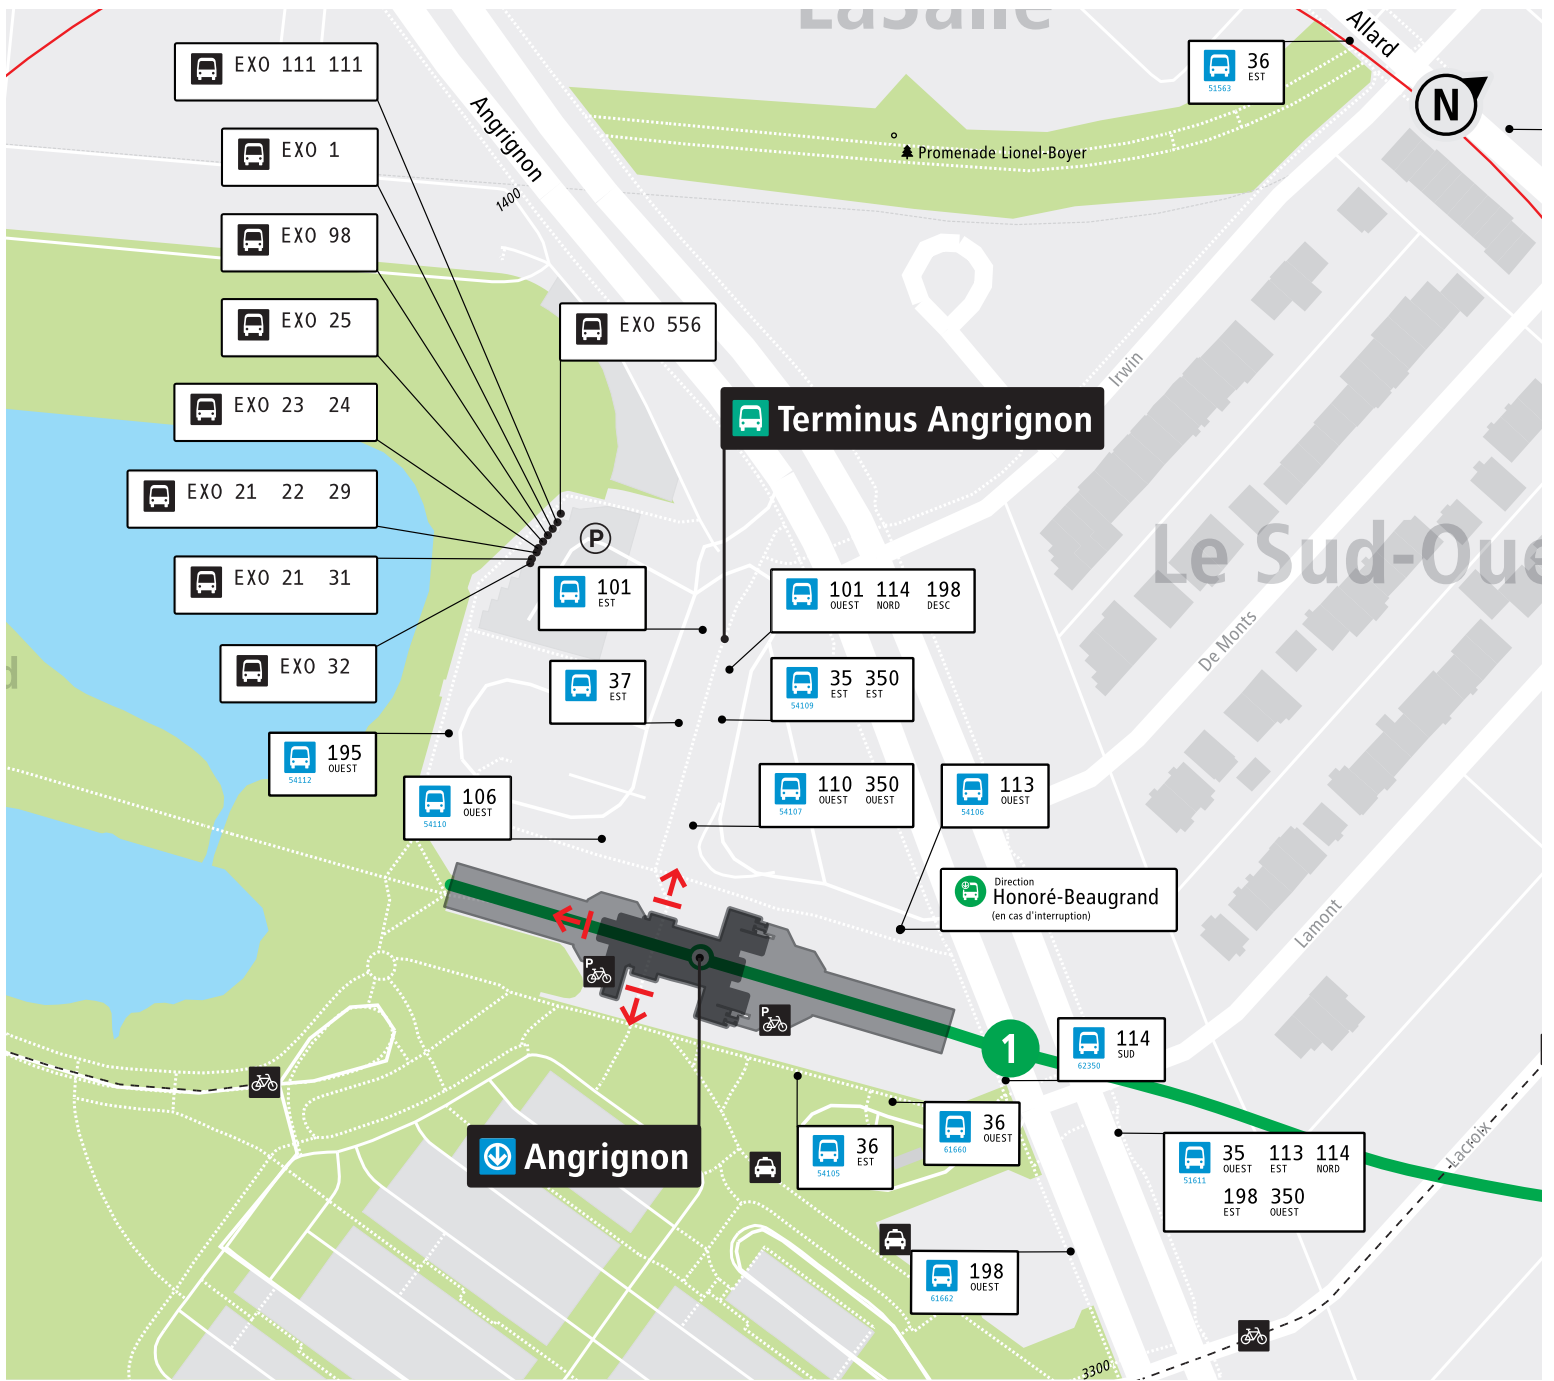 LaSalle
Allard
36
EST
51563
N
EXO 111 111
EXO 1
EXO 98
EXO 25
EXO 23 24
EXO 21 22 29
EXO 21 31
EXO 32
EXO 556
Angrignon
1400
Promenade Lionel-Boyer
Irwin
Terminus Angrignon
P
Le Sud-Oue
De Monts
d
101
EST
101 114 198
OUEST NORD DESC
37
EST
35 350
EST EST
54109
195
OUEST
54112
106
OUEST
54110
110 350
OUEST OUEST
54107
113
OUEST
54106
Direction
Honoré-Beaugrand
(en cas d'interruption)
Lamont
P
P
1
114
SUD
62350
36
OUEST
61660
36
EST
54105
Angrignon
35 113 114
OUEST EST NORD
51611
198 350
EST OUEST
Lacroix
198
OUEST
61662
3300